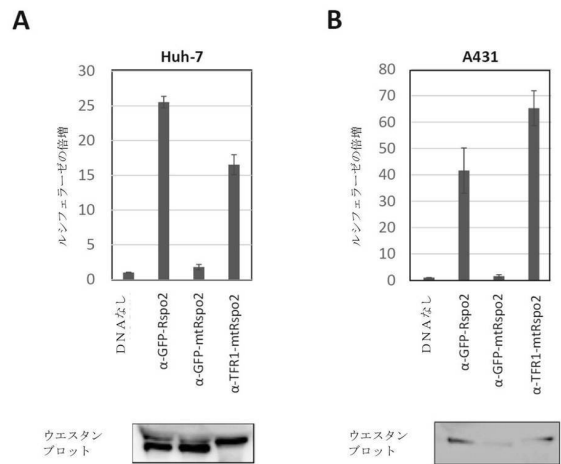 A
Huh-7
30
25
20
15
10
5
0
ルシフェラーゼの倍増
DNAなし
α-GFP-Rspo2
α-GFP-mtRspo2
α-TFR1-mtRspo2
ウエスタン
ブロット
B
A431
80
70
60
50
40
30
20
10
0
ルシフェラーゼの倍増
DNAなし
α-GFP-Rspo2
α-GFP-mtRspo2
α-TFR1-mtRspo2
ウエスタン
ブロット